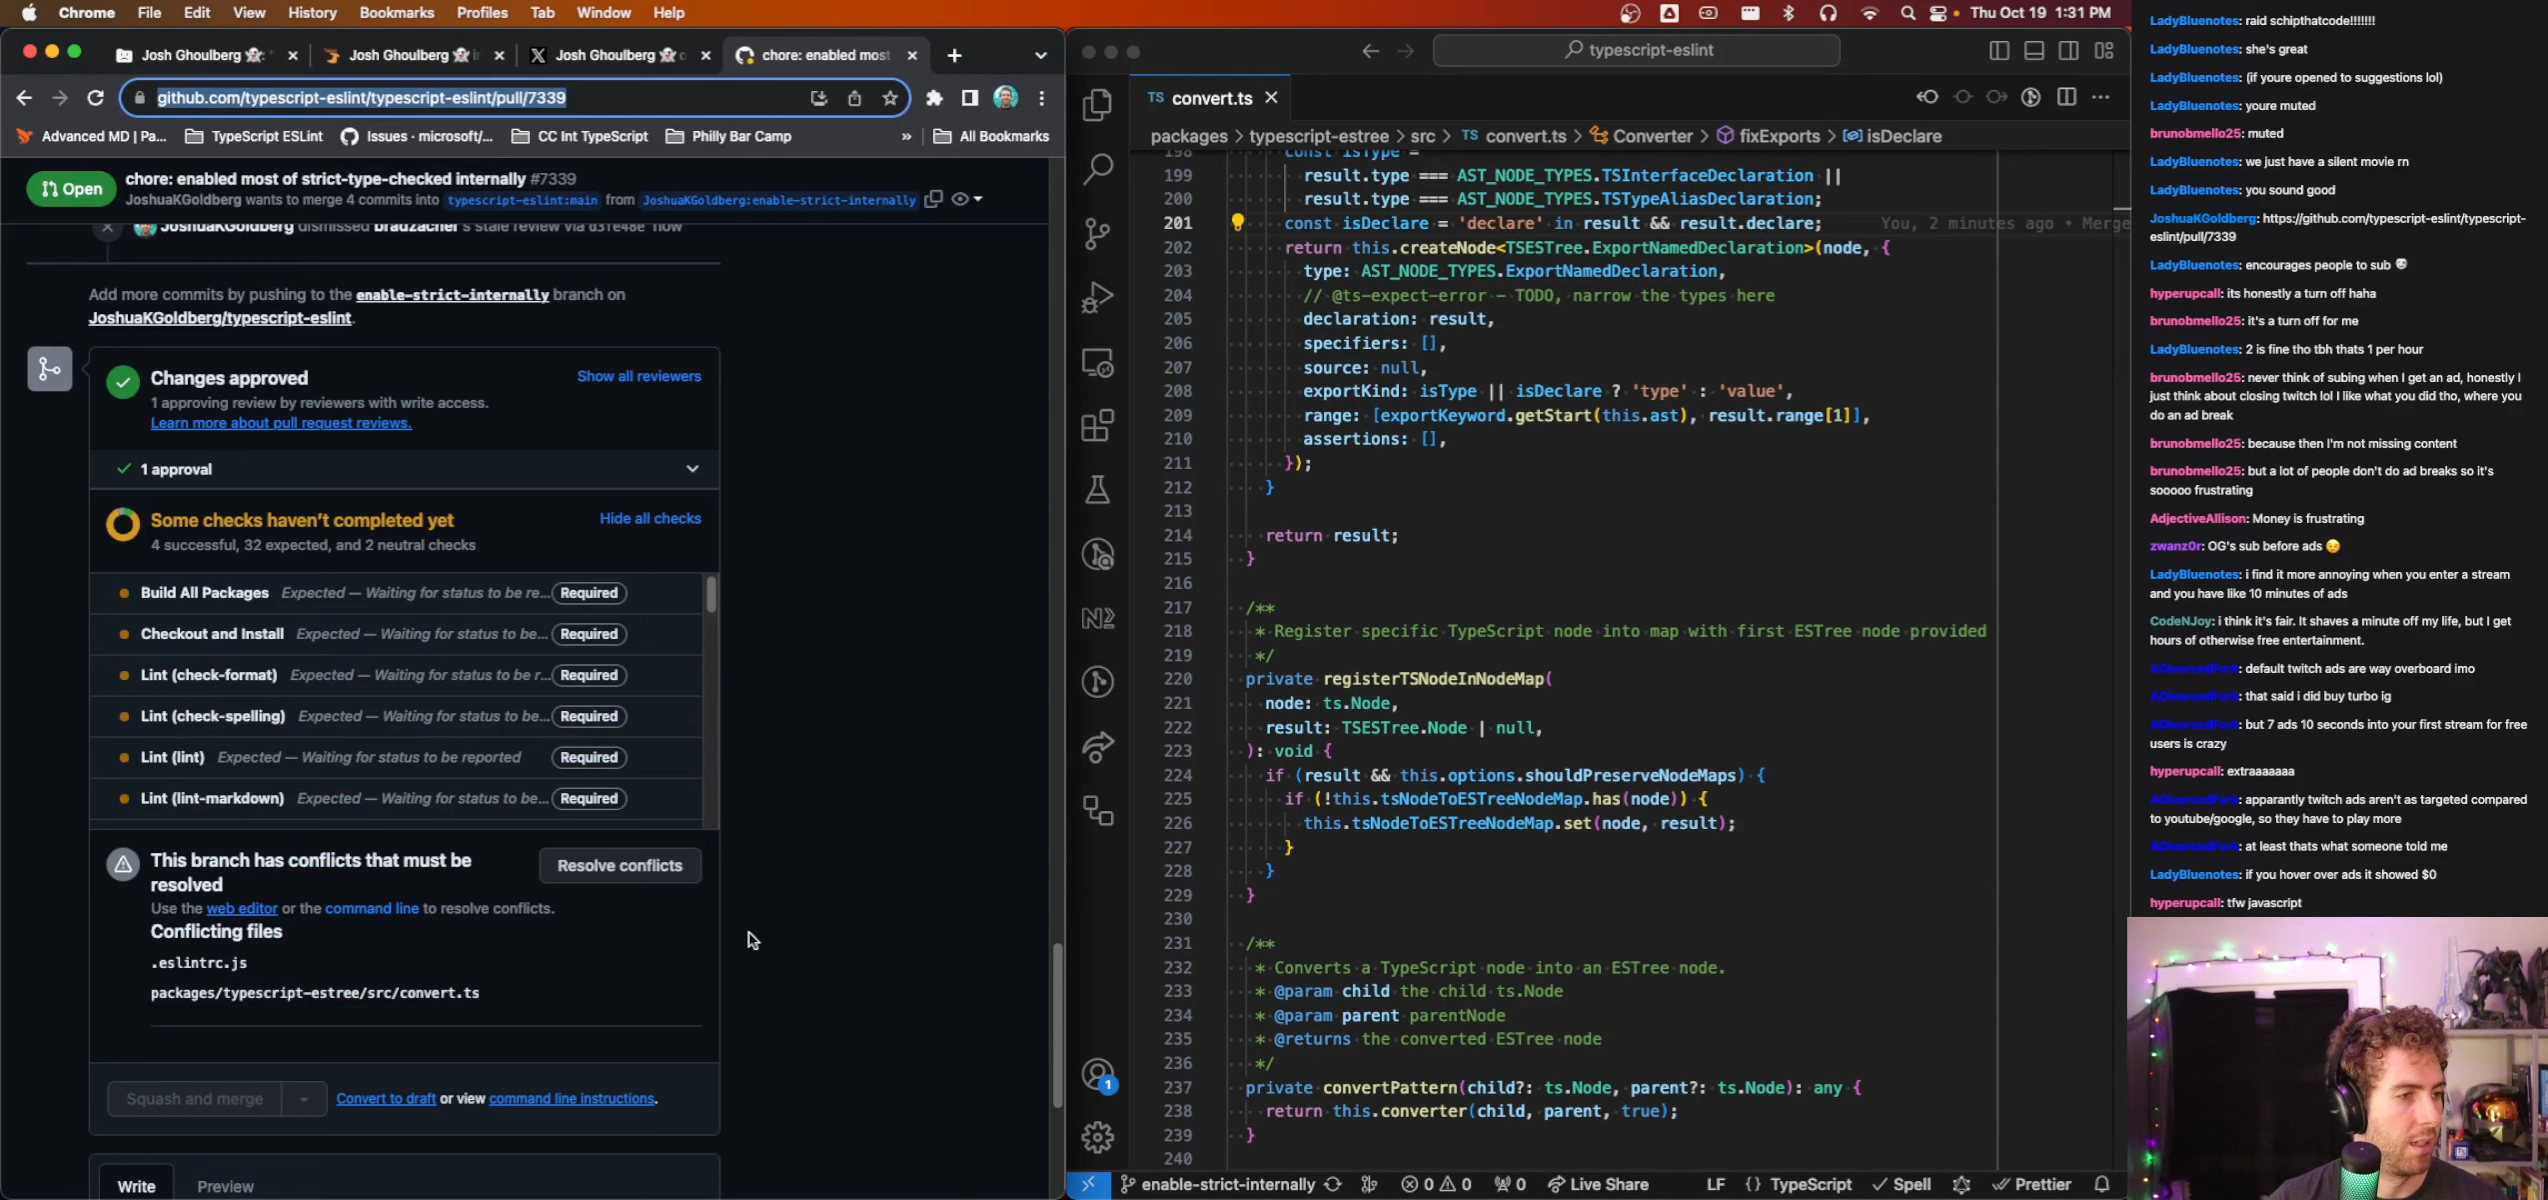 Chrome File Edit View History Bookmarks Profiles Tab Window Help
Thu Oct 19 1:31 PM
Josh Ghoulberg
Josh Ghoulberg
Josh Ghoulberg
chore: enabled most
github.com/typescript-eslint/typescript-eslint/pull/7339
Advanced MD | Pa...
TypeScript ESLint
Issues · microsoft/...
CC Int TypeScript
Philly Bar Camp
»
All Bookmarks
Open
chore: enabled most of strict-type-checked internally #7339
JoshuaKGoldberg wants to merge 4 commits into typescript-eslint:main from JoshuaKGoldberg:enable-strict-internally
JoshuaKGoldberg dismissed bradzacher's stale review via d3fe48e now
Add more commits by pushing to the enable-strict-internally branch on
JoshuaKGoldberg/typescript-eslint.
Changes approved
Show all reviewers
1 approving review by reviewers with write access.
Learn more about pull request reviews.
1 approval
Some checks haven't completed yet
Hide all checks
4 successful, 32 expected, and 2 neutral checks
Build All Packages Expected — Waiting for status to be re... Required
Checkout and Install Expected — Waiting for status to be... Required
Lint (check-format) Expected — Waiting for status to be r... Required
Lint (check-spelling) Expected — Waiting for status to be... Required
Lint (lint) Expected — Waiting for status to be reported Required
Lint (lint-markdown) Expected — Waiting for status to be... Required
This branch has conflicts that must be
resolved
Resolve conflicts
Use the web editor or the command line to resolve conflicts.
Conflicting files
.eslintrc.js
packages/typescript-estree/src/convert.ts
Squash and merge
Convert to draft or view command line instructions.
Write Preview
typescript-eslint
TS convert.ts
packages > typescript-estree > src > TS convert.ts > Converter > fixExports > isDeclare
198 const isType =
199 result.type === AST_NODE_TYPES.TSInterfaceDeclaration ||
200 result.type === AST_NODE_TYPES.TSTypeAliasDeclaration;
201 const isDeclare = 'declare' in result && result.declare; You, 2 minutes ago • Merge
202 return this.createNode<TSESTree.ExportNamedDeclaration>(node, {
203 type: AST_NODE_TYPES.ExportNamedDeclaration,
204 // @ts-expect-error - TODO, narrow the types here
205 declaration: result,
206 specifiers: [],
207 source: null,
208 exportKind: isType || isDeclare ? 'type' : 'value',
209 range: [exportKeyword.getStart(this.ast), result.range[1]],
210 assertions: [],
211 });
212 }
213
214 return result;
215 }
216
217 /**
218 * Register specific TypeScript node into map with first ESTree node provided
219 */
220 private registerTSNodeInNodeMap(
221 node: ts.Node,
222 result: TSESTree.Node | null,
223 ): void {
224 if (result && this.options.shouldPreserveNodeMaps) {
225 if (!this.tsNodeToESTreeNodeMap.has(node)) {
226 this.tsNodeToESTreeNodeMap.set(node, result);
227 }
228 }
229 }
230
231 /**
232 * Converts a TypeScript node into an ESTree node.
233 * @param child the child ts.Node
234 * @param parent parentNode
235 * @returns the converted ESTree node
236 */
237 private convertPattern(child?: ts.Node, parent?: ts.Node): any {
238 return this.converter(child, parent, true);
239 }
240
1
enable-strict-internally 0 0 0 Live Share LF {} TypeScript Spell Prettier
LadyBluenotes: raid schipthatcode!!!!!!!
LadyBluenotes: she's great
LadyBluenotes: (if youre opened to suggestions lol)
LadyBluenotes: youre muted
brunobmello25: muted
LadyBluenotes: we just have a silent movie rn
LadyBluenotes: you sound good
JoshuaKGoldberg: https://github.com/typescript-eslint/typescript-
eslint/pull/7339
LadyBluenotes: encourages people to sub
hyperupcall: its honestly a turn off haha
brunobmello25: it's a turn off for me
LadyBluenotes: 2 is fine tho tbh thats 1 per hour
brunobmello25: never think of subing when I get an ad, honestly I
just think about closing twitch lol I like what you did tho, where you
do an ad break
brunobmello25: because then I'm not missing content
brunobmello25: but a lot of people don't do ad breaks so it's
sooooo frustrating
AdjectiveAllison: Money is frustrating
zwanz0r: OG's sub before ads
LadyBluenotes: i find it more annoying when you enter a stream
and you have like 10 minutes of ads
CodeNJoy: i think it's fair. It shaves a minute off my life, but I get
hours of otherwise free entertainment.
ADivorcedFork: default twitch ads are way overboard imo
ADivorcedFork: that said i did buy turbo ig
ADivorcedFork: but 7 ads 10 seconds into your first stream for free
users is crazy
hyperupcall: extraaaaaaa
ADivorcedFork: apparantly twitch ads aren't as targeted compared
to youtube/google, so they have to play more
ADivorcedFork: at least thats what someone told me
LadyBluenotes: if you hover over ads it showed $0
hyperupcall: tfw javascript